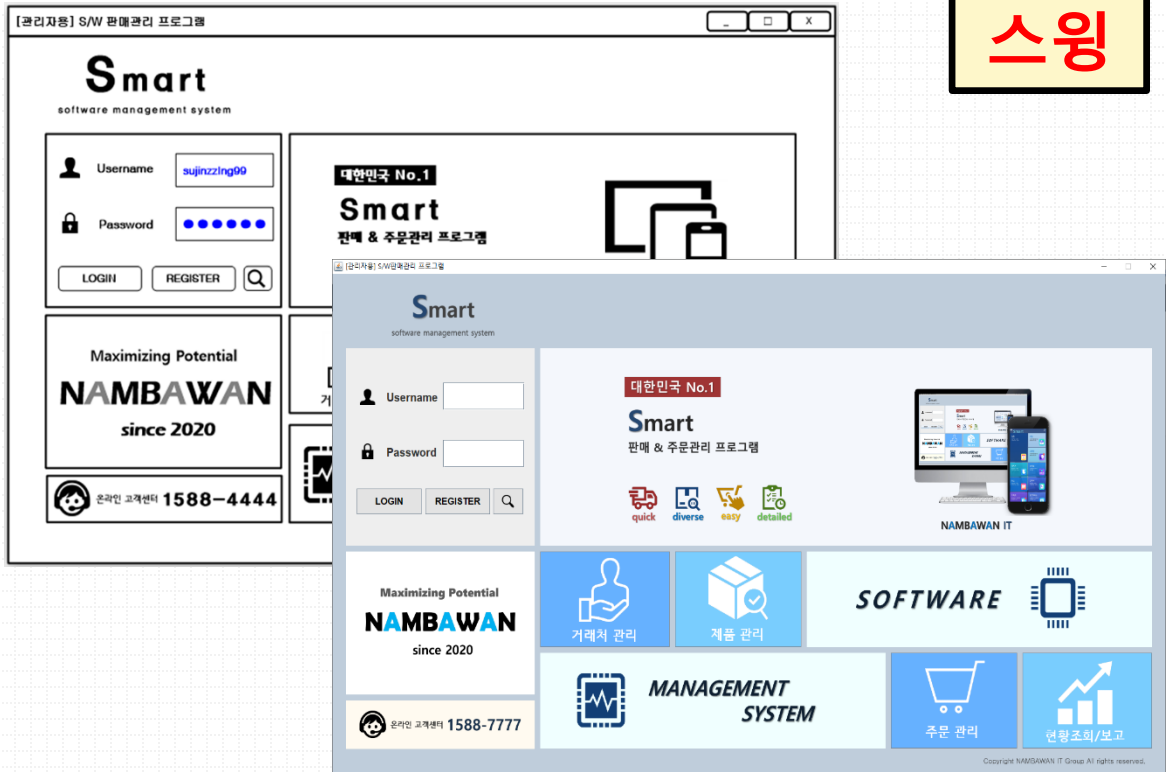 스윙
[관리자용] S/W 판매관리 프로그램
Smart
software management system
Username
sujinzzing99
Password
LOGIN
REGISTER
대한민국 No.1
Smart
판매 & 주문관리 프로그램
Maximizing Potential
NAMBAWAN
since 2020
온라인 고객센터 1588-4444
[관리자용] S/W판매관리 프로그램
Smart
software management system
Username
Password
LOGIN
REGISTER
대한민국 No.1
Smart
판매 & 주문관리 프로그램
quick
diverse
easy
detailed
NAMBAWAN IT
Maximizing Potential
NAMBAWAN
since 2020
거래처 관리
제품 관리
SOFTWARE
MANAGEMENT
SYSTEM
주문 관리
현황조회/보고
온라인 고객센터 1588-7777
Copyright NAMBAWAN IT Group All rights reserved.